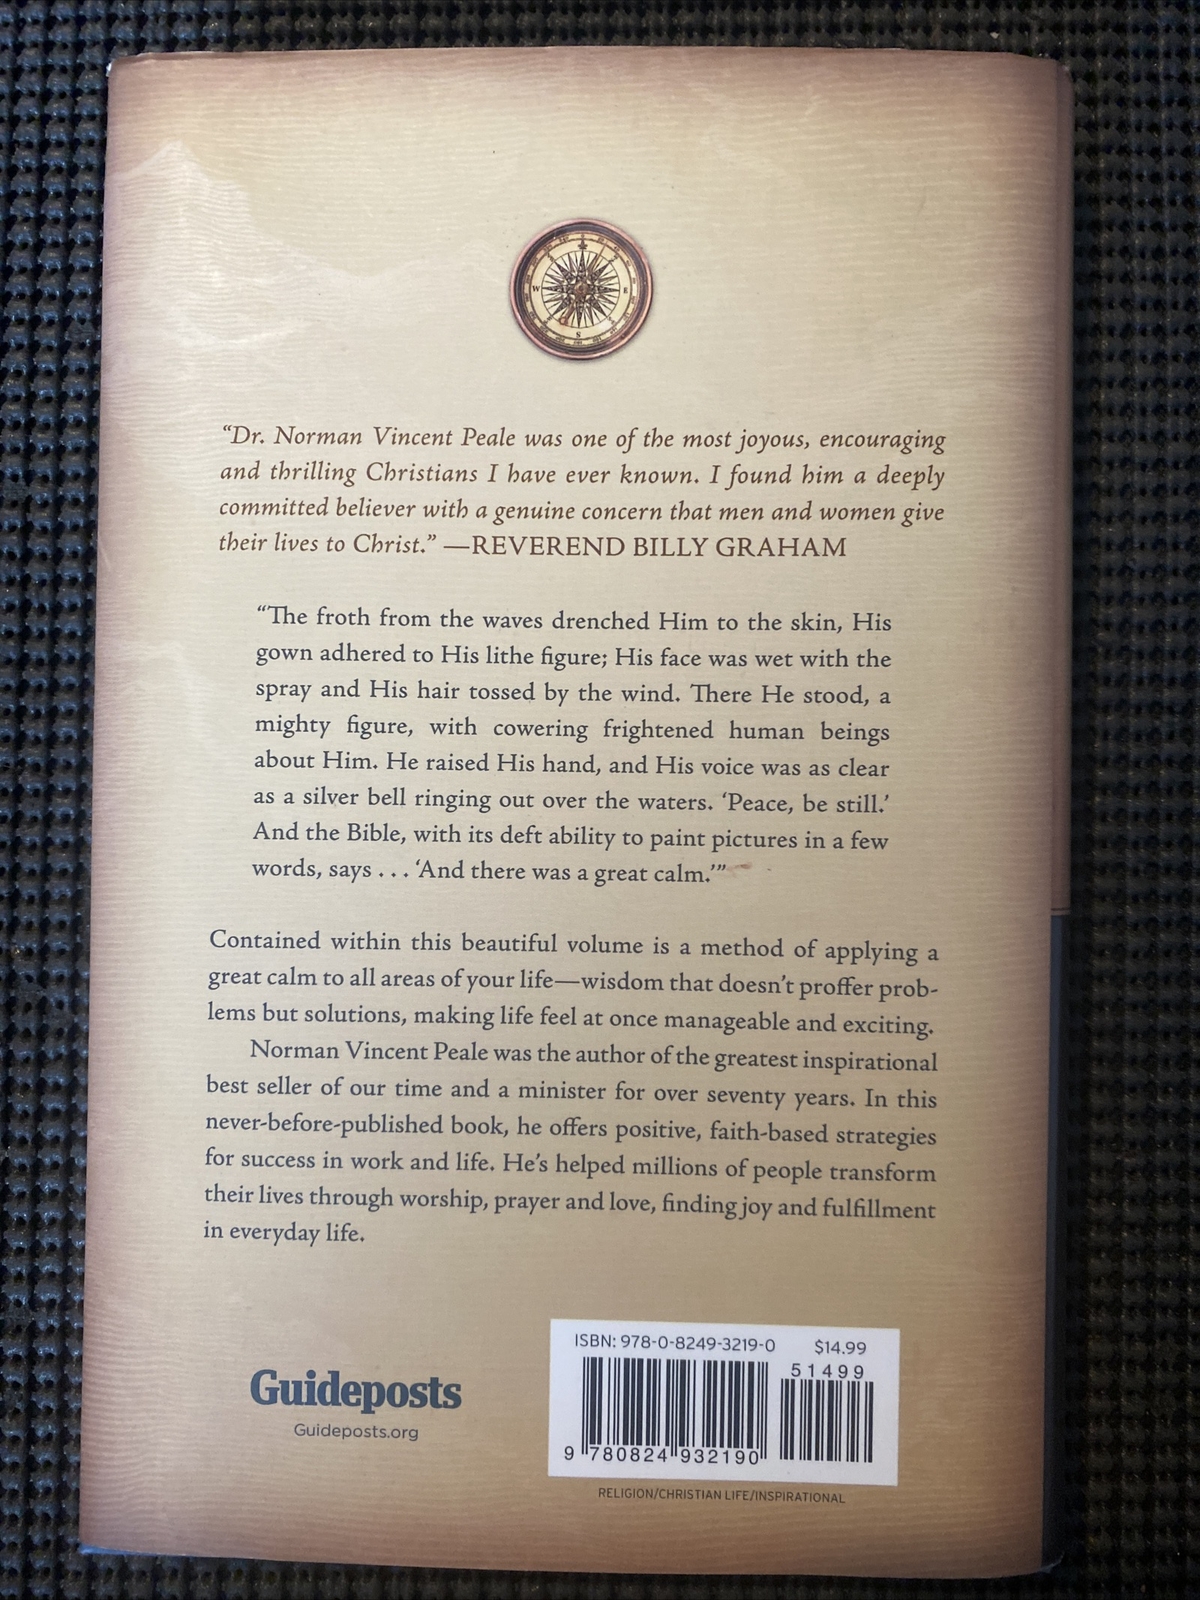 W
E
S
“Dr. Norman Vincent Peale was one of the most joyous, encouraging
and thrilling Christians I have ever known. I found him a deeply
committed believer with a genuine concern that men and women give
their lives to Christ.” —REVEREND BILLY GRAHAM
“The froth from the waves drenched Him to the skin, His
gown adhered to His lithe figure; His face was wet with the
spray and His hair tossed by the wind. There He stood, a
mighty figure, with cowering frightened human beings
about Him. He raised His hand, and His voice was as clear
as a silver bell ringing out over the waters. ‘Peace, be still.’
And the Bible, with its deft ability to paint pictures in a few
words, says . . . ‘And there was a great calm.’”
Contained within this beautiful volume is a method of applying a
great calm to all areas of your life—wisdom that doesn’t proffer prob-
lems but solutions, making life feel at once manageable and exciting.
Norman Vincent Peale was the author of the greatest inspirational
best seller of our time and a minister for over seventy years. In this
never-before-published book, he offers positive, faith-based strategies
for success in work and life. He’s helped millions of people transform
their lives through worship, prayer and love, finding joy and fulfillment
in everyday life.
Guideposts
Guideposts.org
ISBN: 978-0-8249-3219-0 $14.99
51499
9 780824 932190
RELIGION/CHRISTIAN LIFE/INSPIRATIONAL